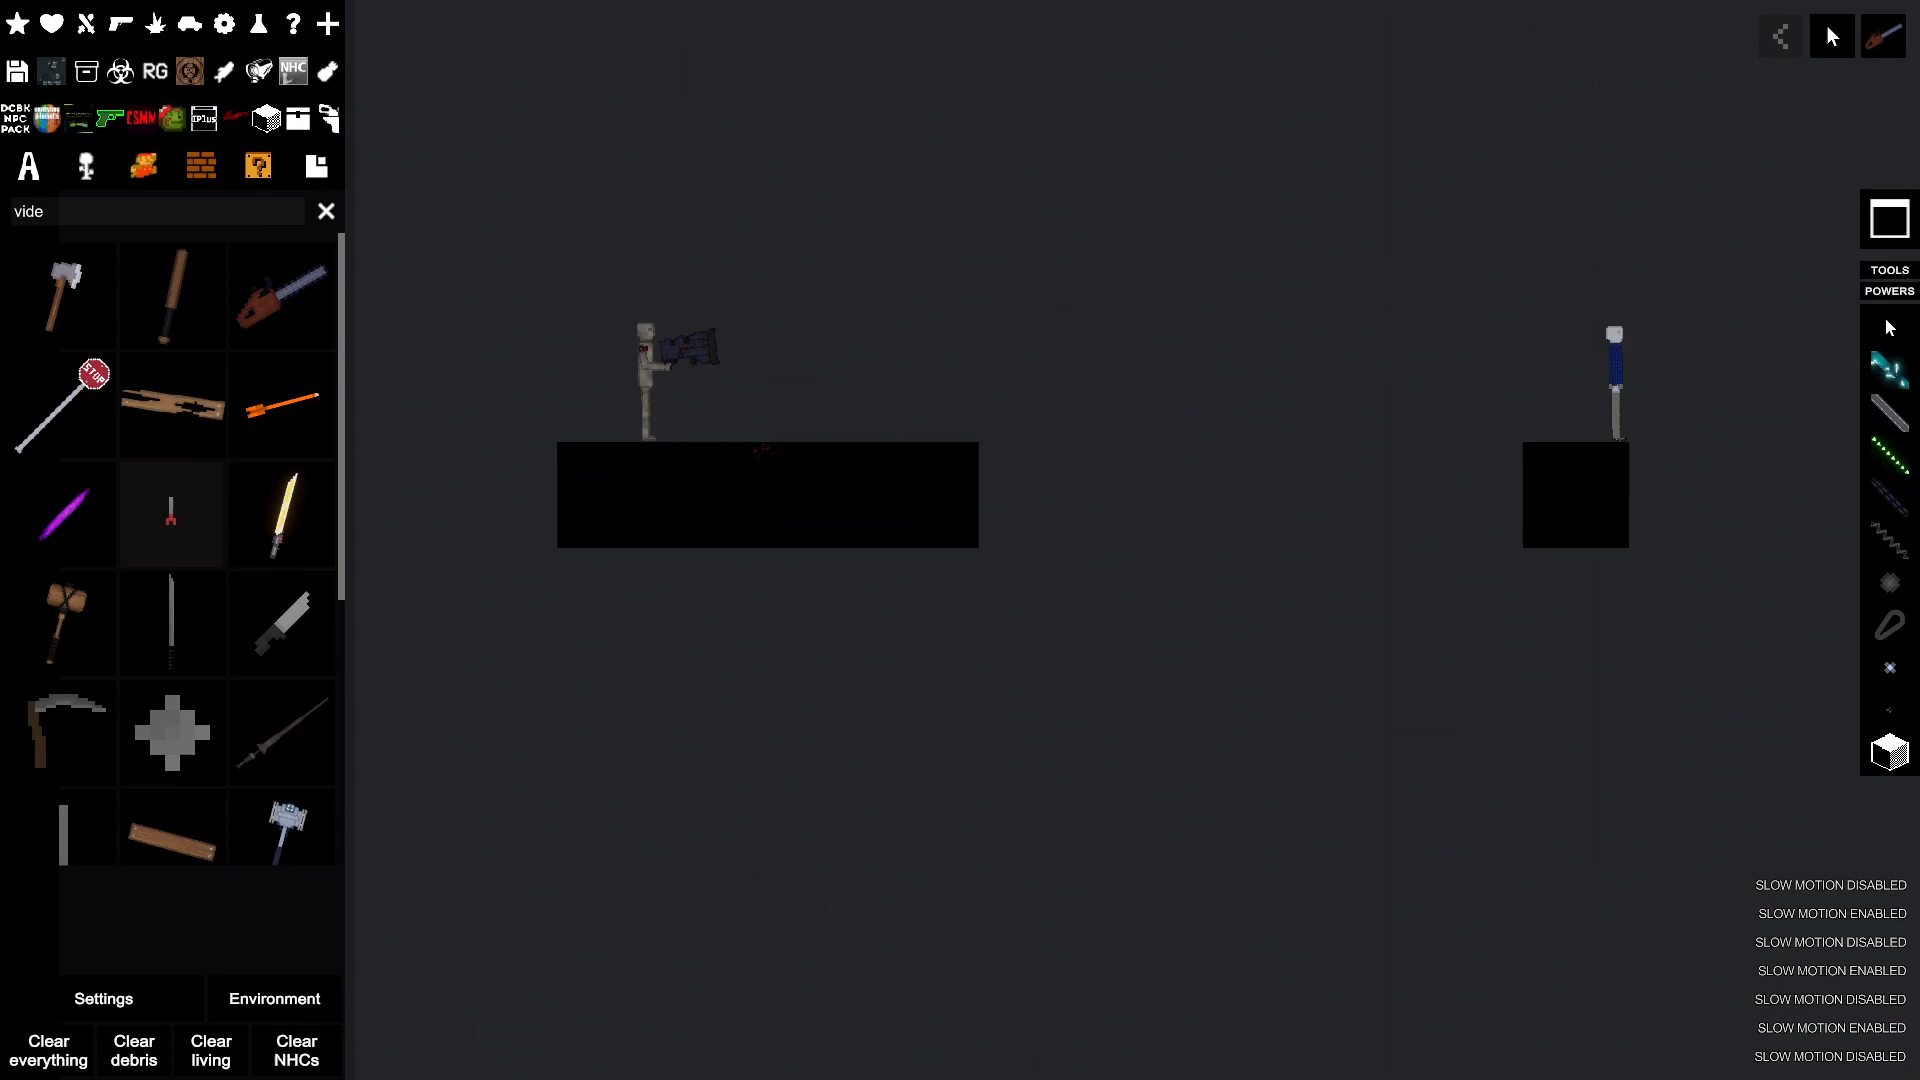 RG
NHC
DCBK
NPC
PACK
CSMM
IPlus
A
vide
STOP
TOOLS
POWERS
SLOW MOTION DISABLED
SLOW MOTION ENABLED
SLOW MOTION DISABLED
SLOW MOTION ENABLED
SLOW MOTION DISABLED
SLOW MOTION ENABLED
SLOW MOTION DISABLED
Settings
Environment
Clear everything
Clear debris
Clear living
Clear NHCs